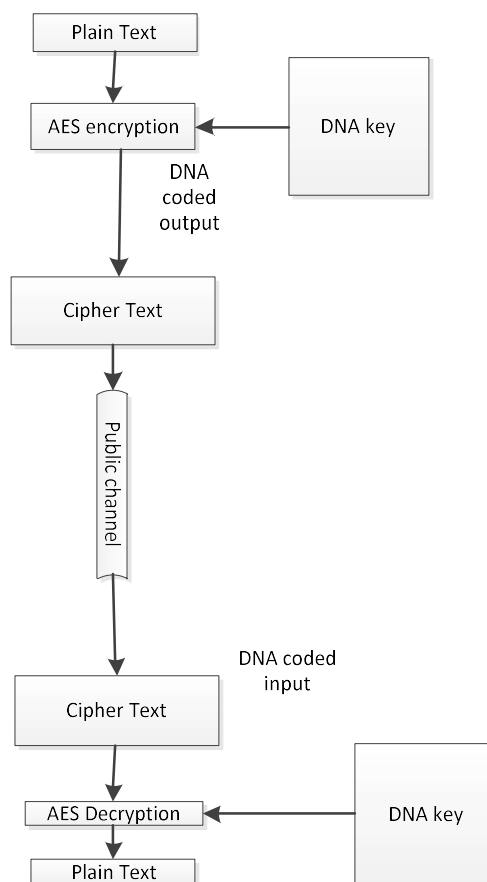 Plain Text
AES encryption
DNA key
DNA
coded
output
Cipher Text
Public channel
DNA coded
input
Cipher Text
AES Decryption
DNA key
Plain Text